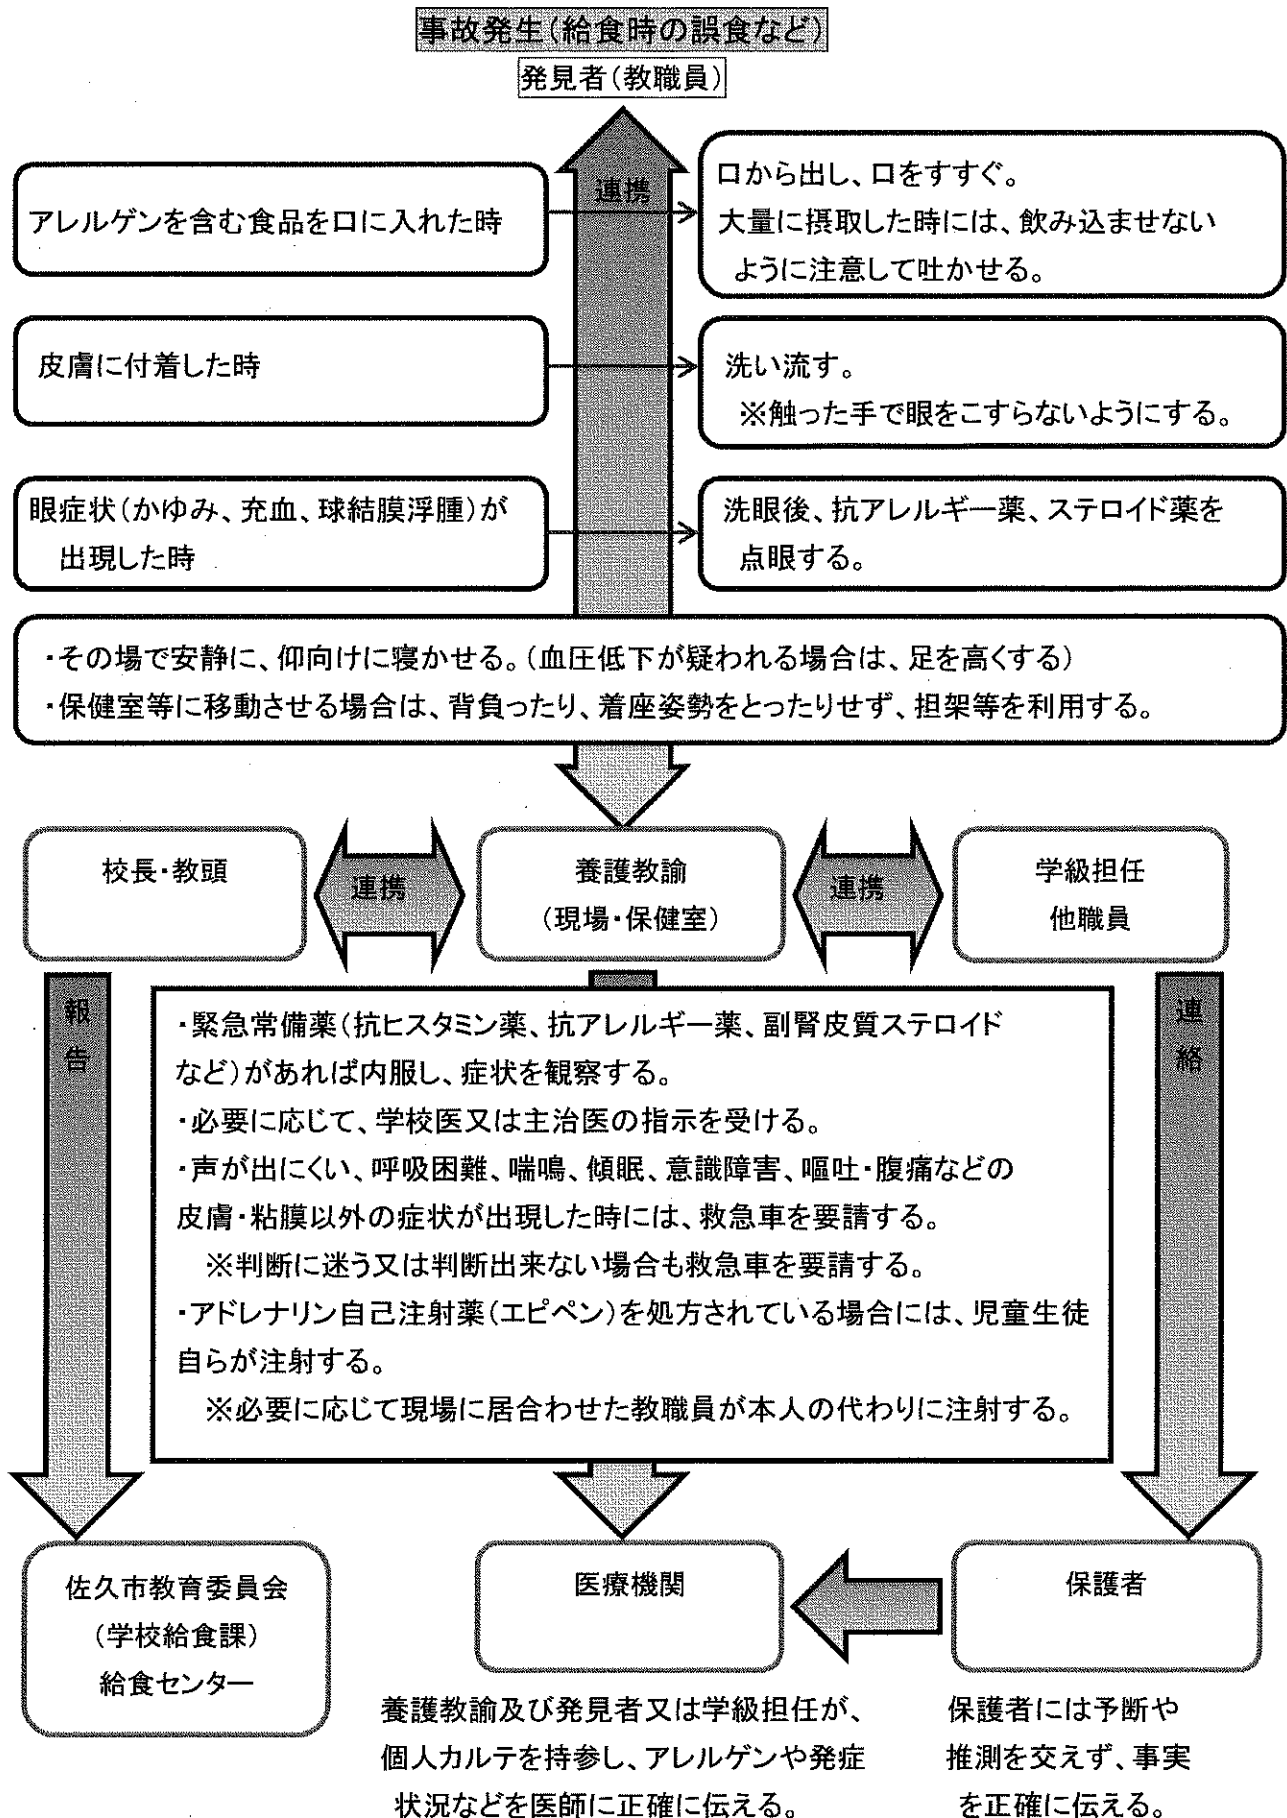 事故発生(給食時の誤食など)
発見者(教職員)
連携
アレルゲンを含む食品を口に入れた時
口から出し、口をすすぐ。
大量に摂取した時には、飲み込ませない
ように注意して吐かせる。
皮膚に付着した時
洗い流す。
※触った手で眼をこすらないようにする。
眼症状(かゆみ、充血、球結膜浮腫)が
出現した時
洗眼後、抗アレルギー薬、ステロイド薬を
点眼する。
・その場で安静に、仰向けに寝かせる。(血圧低下が疑われる場合は、足を高くする)
・保健室等に移動させる場合は、背負ったり、着座姿勢をとったりせず、担架等を利用する。
校長・教頭
連携
養護教諭
(現場・保健室)
連携
学級担任
他職員
報告
・緊急常備薬(抗ヒスタミン薬、抗アレルギー薬、副腎皮質ステロイド
など)があれば内服し、症状を観察する。
・必要に応じて、学校医又は主治医の指示を受ける。
・声が出にくい、呼吸困難、喘鳴、傾眠、意識障害、嘔吐・腹痛などの
皮膚・粘膜以外の症状が出現した時には、救急車を要請する。
※判断に迷う又は判断出来ない場合も救急車を要請する。
・アドレナリン自己注射薬(エピペン)を処方されている場合には、児童生徒
自らが注射する。
※必要に応じて現場に居合わせた教職員が本人の代わりに注射する。
連絡
佐久市教育委員会
(学校給食課)
給食センター
医療機関
保護者
養護教諭及び発見者又は学級担任が、
個人カルテを持参し、アレルゲンや発症
状況などを医師に正確に伝える。
保護者には予断や
推測を交えず、事実
を正確に伝える。